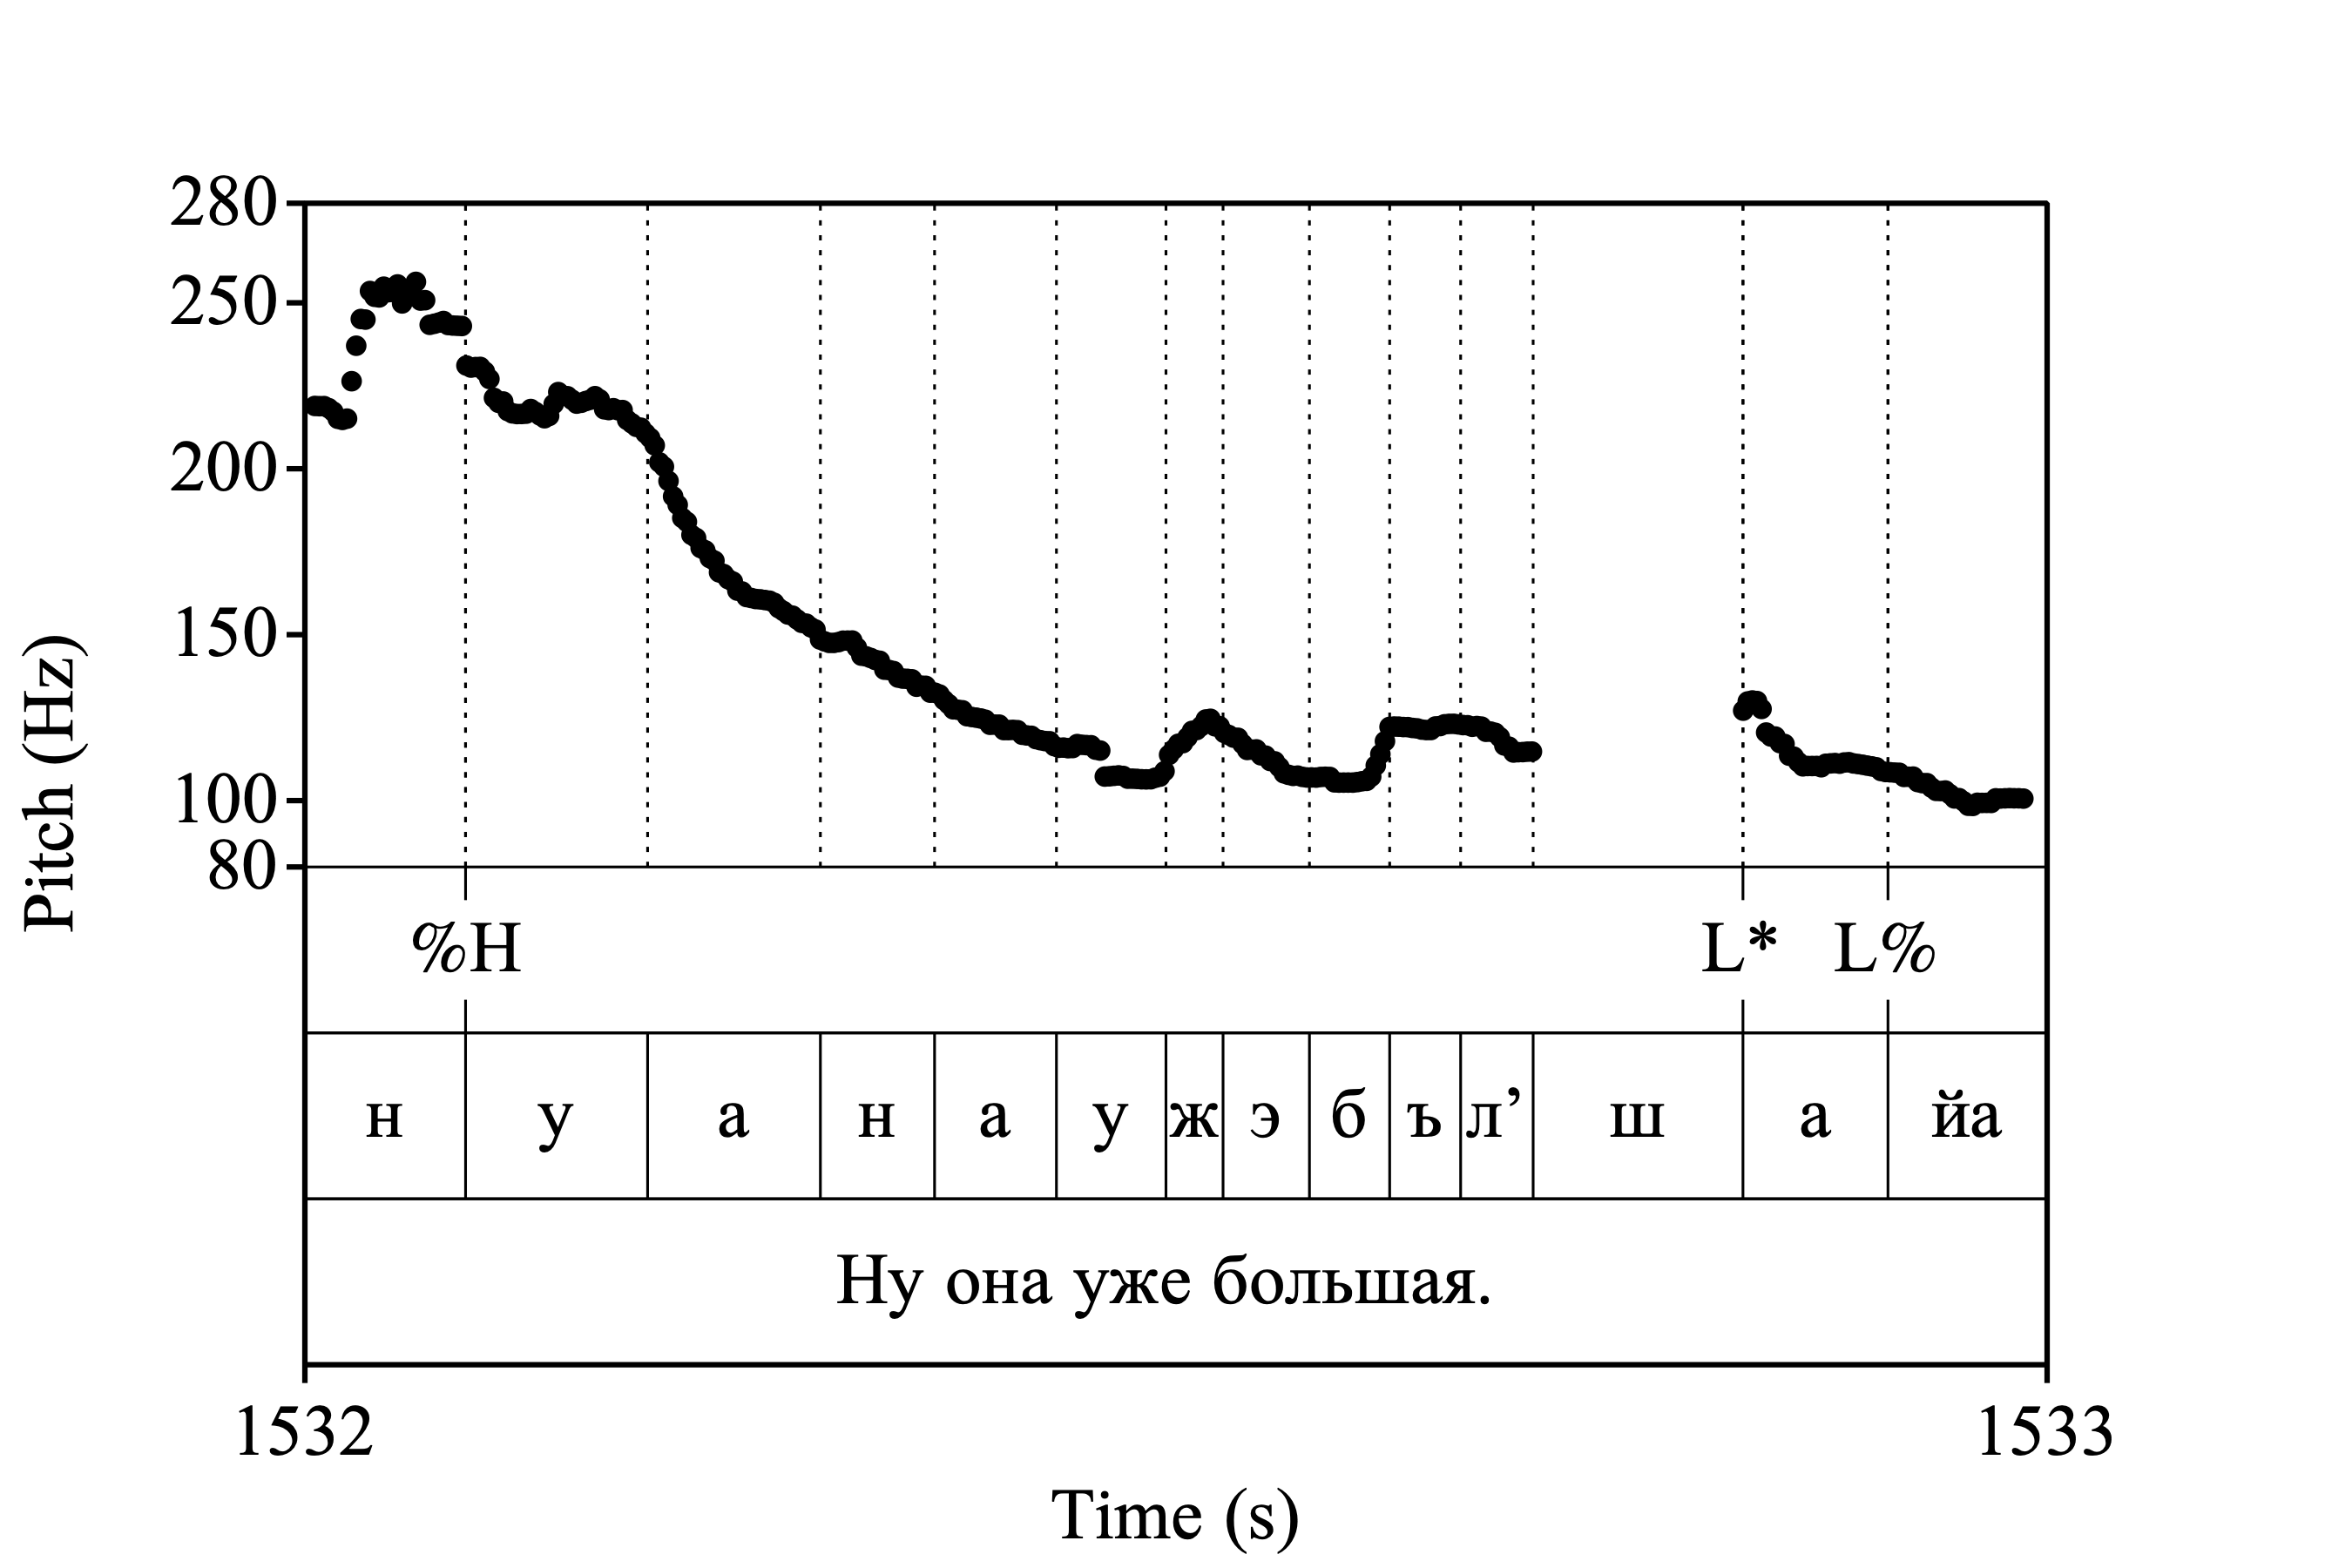 280
250
200
150
100
80
Pitch (Hz)
%H L* L%
н у а н а у ж э б ъ л’ ш а йа
Ну она уже большая.
1532 1533
Time (s)